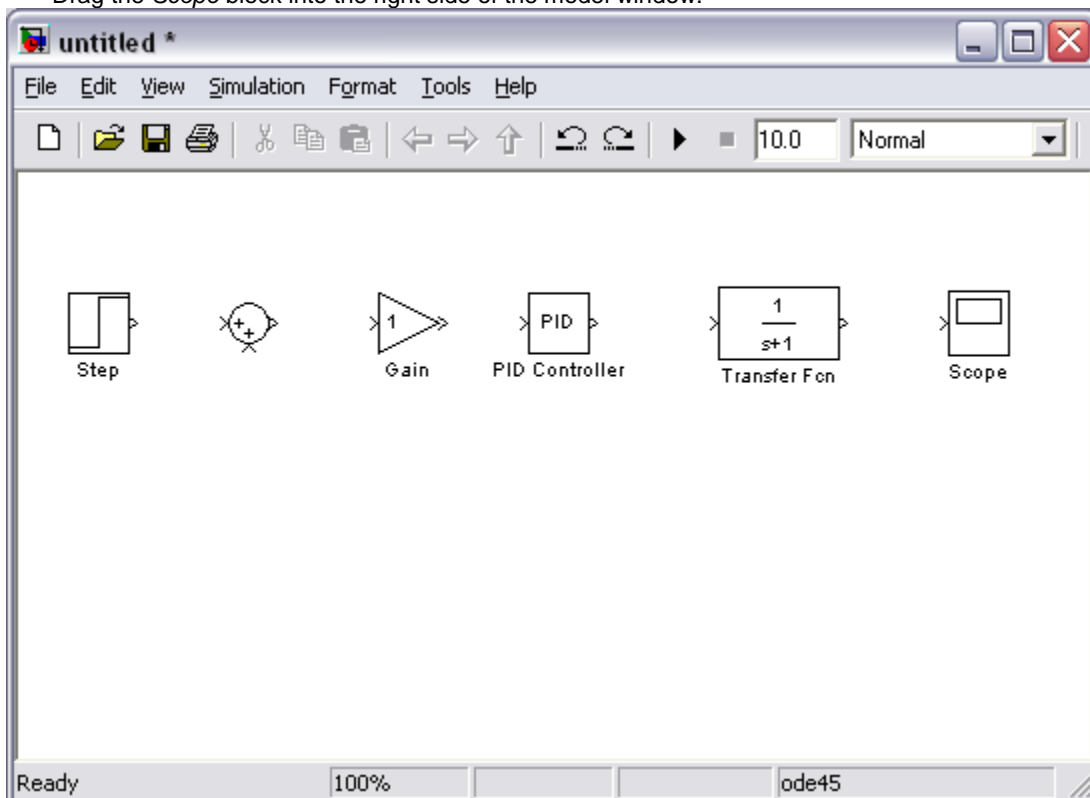 Drag the Scope block into the right side of the model window.
untitled *
File Edit View Simulation Format Tools Help
10.0 Normal
1
+
+
1
PID
s+1
Step Gain PID Controller Transfer Fcn Scope
Ready 100% ode45